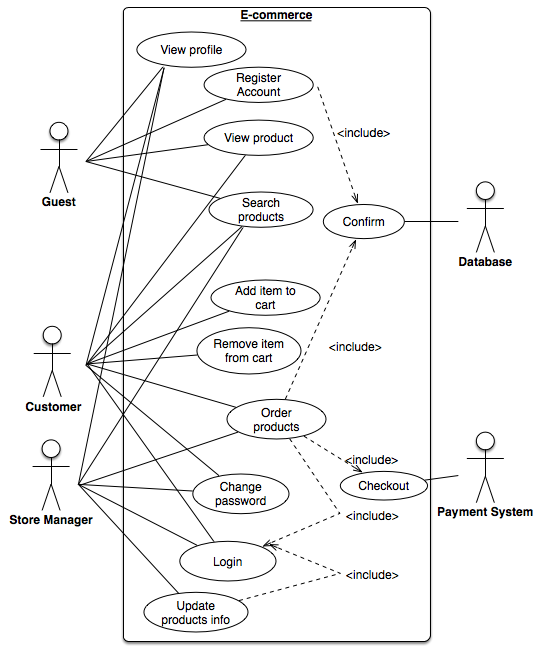 E-commerce
View profile
Register
Account
View product
<include>
Guest
Search
products
Confirm
Database
Add item to
cart
Remove item
from cart
<include>
Customer
Order
products
<include>
Checkout
Change
password
Store Manager
Payment System
<include>
Login
<include>
Update
products info